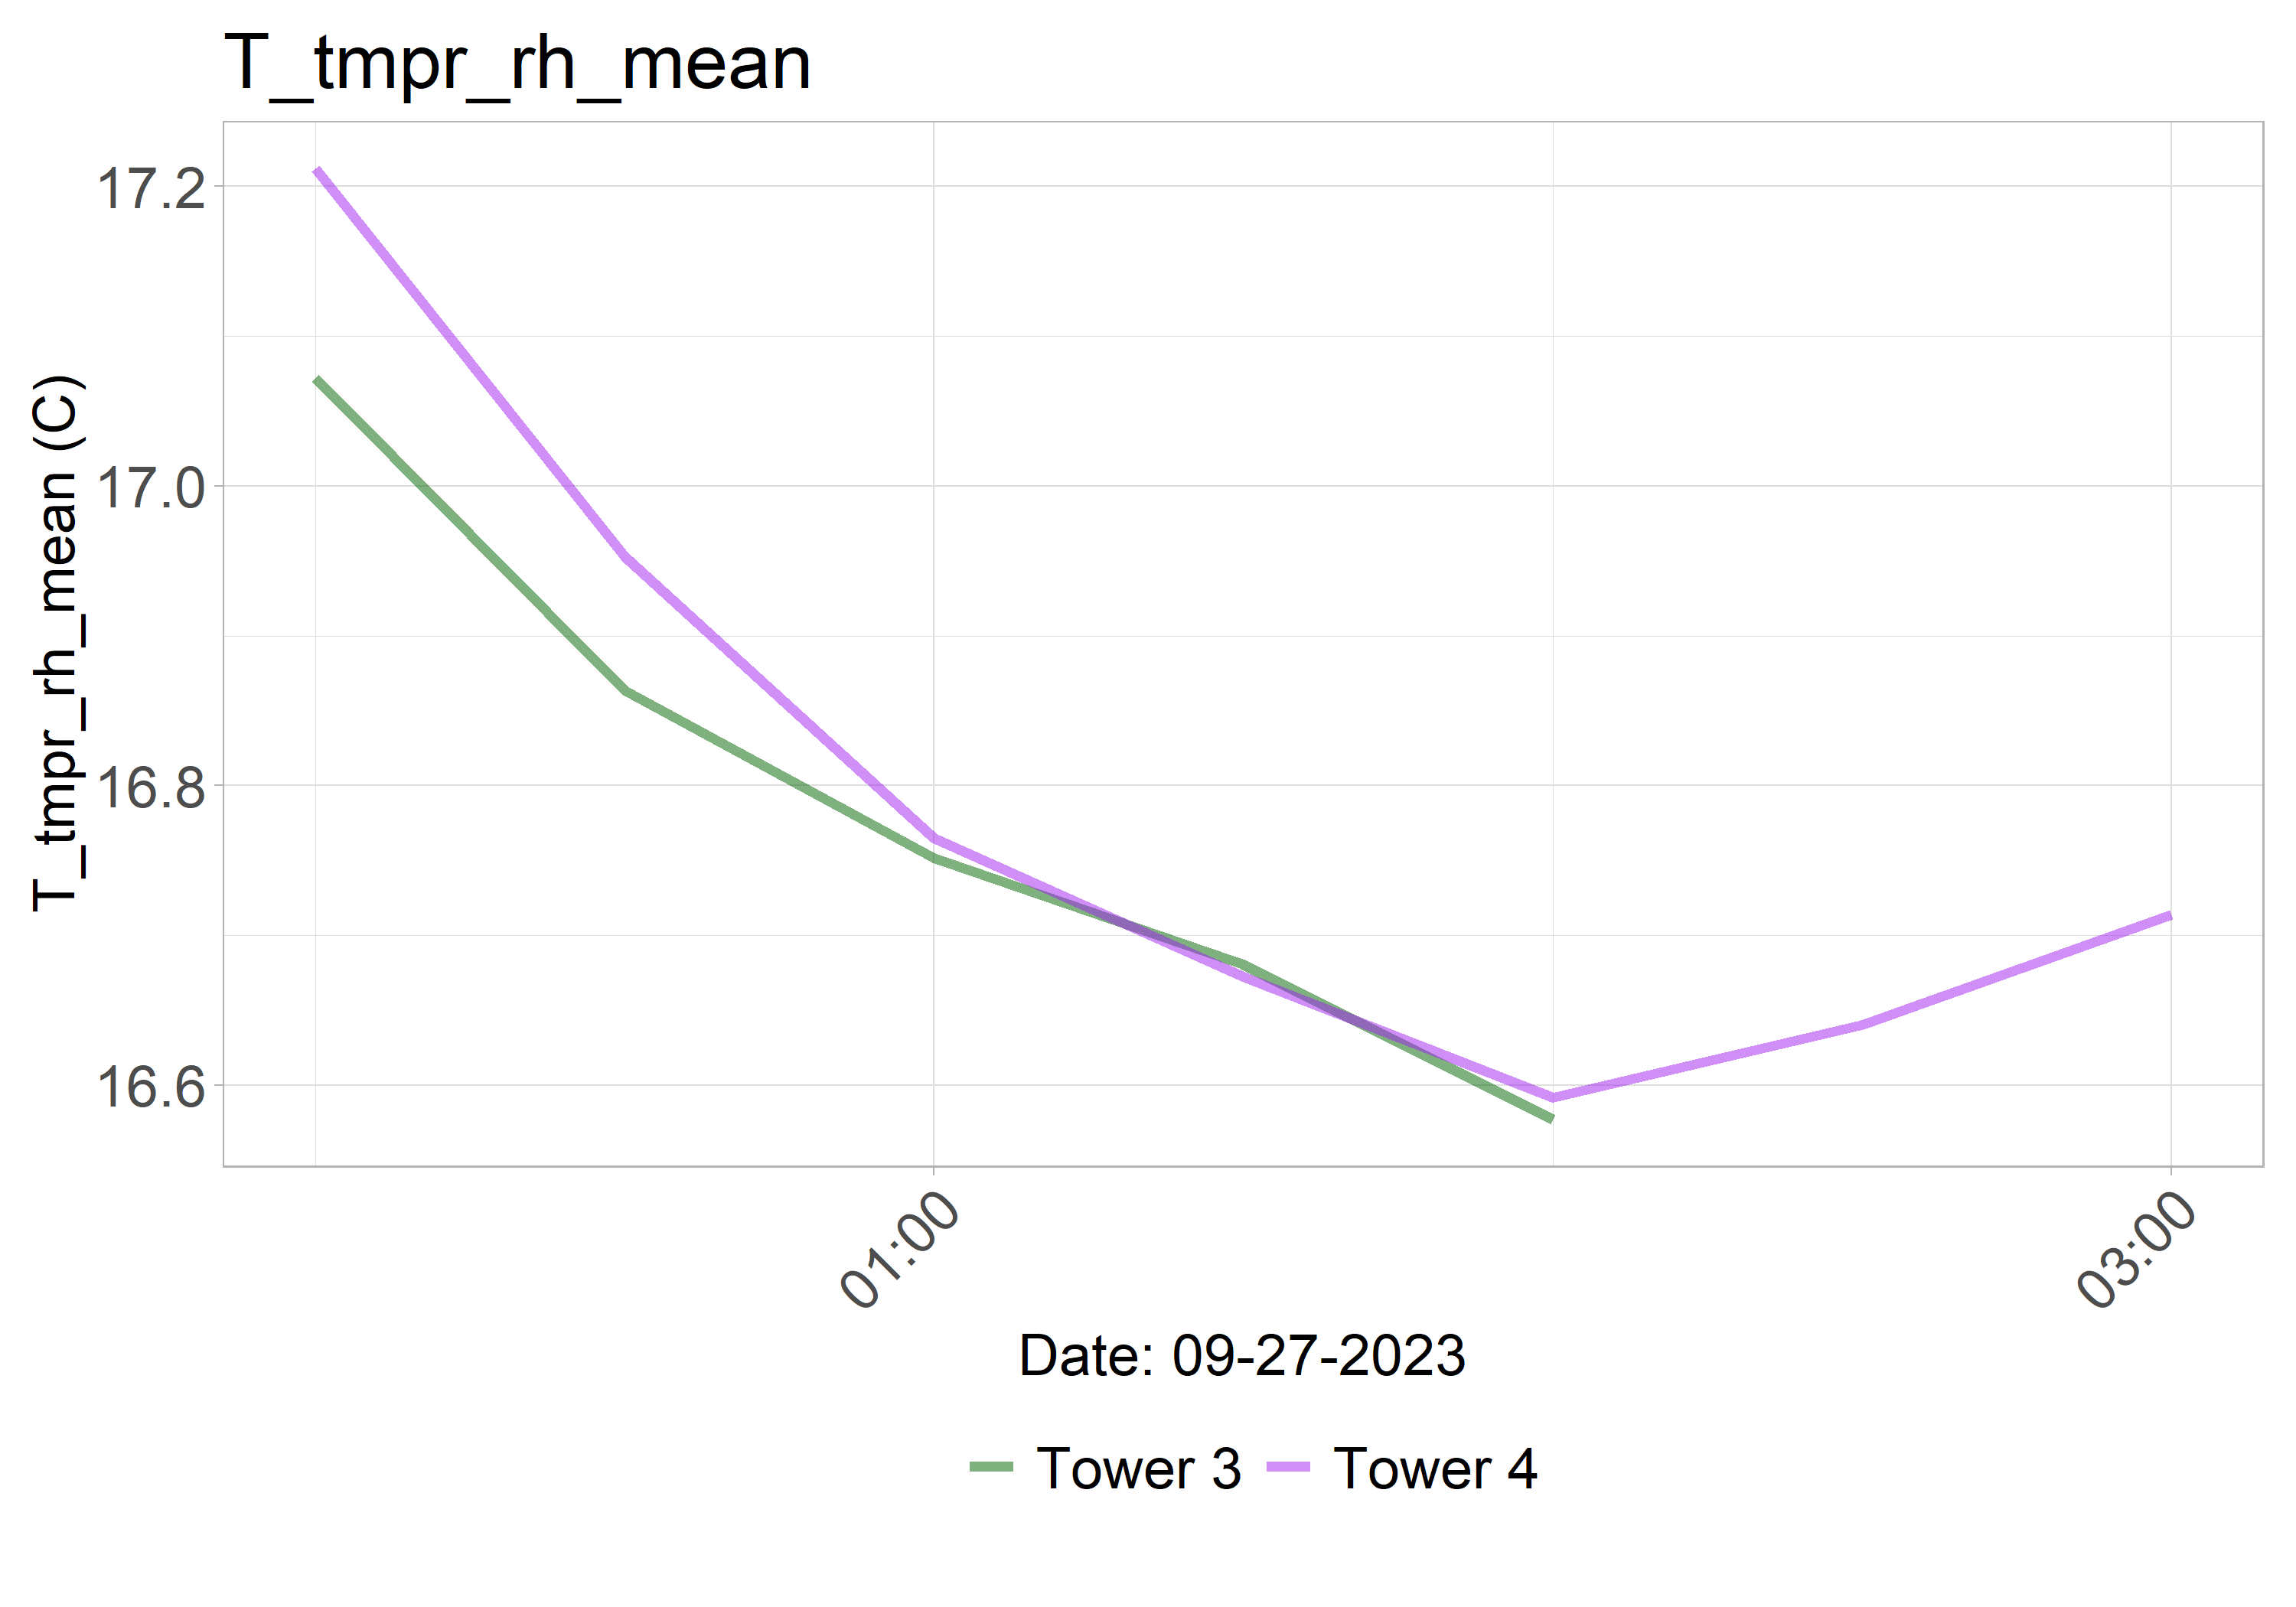 T_tmpr_rh_mean
T_tmpr_rh_mean (C)
17.2
17.0
16.8
16.6
01:00
03:00
Date: 09-27-2023
Tower 3
Tower 4